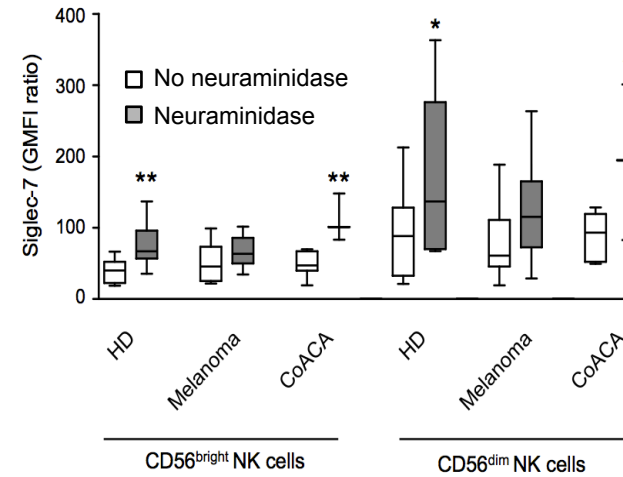 400
300
200
100
0
Siglec-7 (GMFI ratio)
No neuraminidase
Neuraminidase
**
**
*
HD
Melanoma
CoACA
HD
Melanoma
CoACA
CD56bright NK cells
CD56dim NK cells